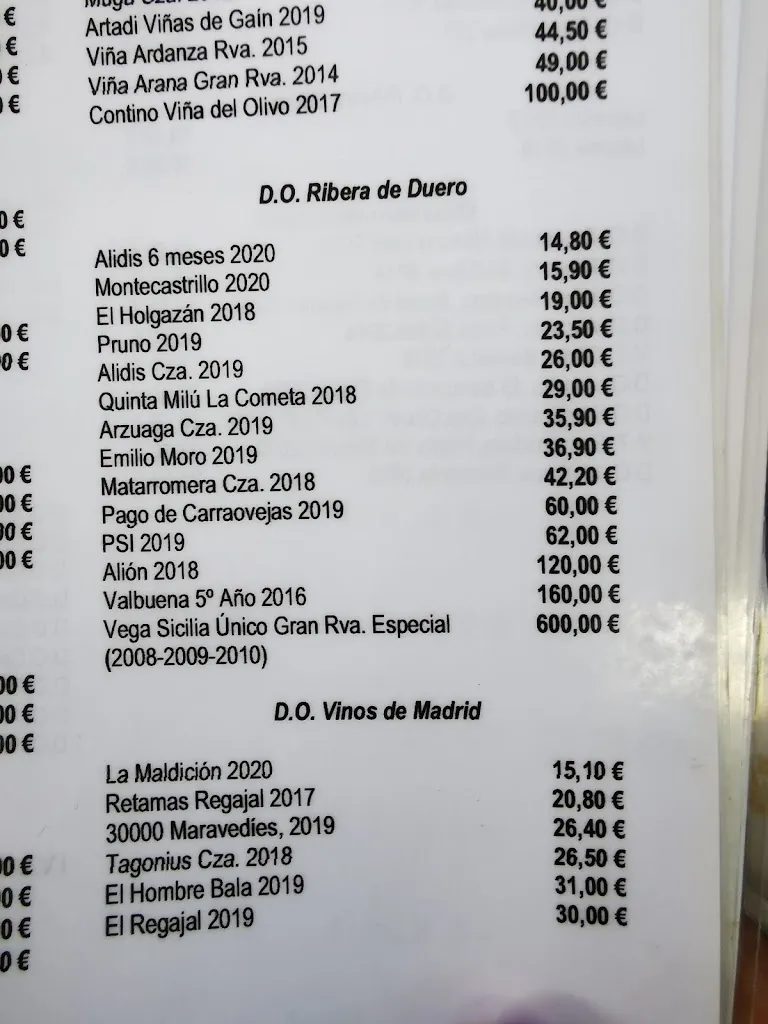 Artadi Viñas de Gaín 2019 40,00 €
Viña Ardanza Rva. 2015 44,50 €
Viña Arana Gran Rva. 2014 49,00 €
Contino Viña del Olivo 2017 100,00 €
D.O. Ribera de Duero
Alidis 6 meses 2020 14,80 €
Montecastrillo 2020 15,90 €
El Holgazán 2018 19,00 €
Pruno 2019 23,50 €
Alidis Cza. 2019 26,00 €
Quinta Milú La Cometa 2018 29,00 €
Arzuaga Cza. 2019 35,90 €
Emilio Moro 2019 36,90 €
Matarromera Cza. 2018 42,20 €
Pago de Carraovejas 2019 60,00 €
PSI 2019 62,00 €
Alión 2018 120,00 €
Valbuena 5º Año 2016 160,00 €
Vega Sicilia Único Gran Rva. Especial 600,00 €
(2008-2009-2010)
D.O. Vinos de Madrid
La Maldición 2020 15,10 €
Retamas Regajal 2017 20,80 €
30000 Maravedíes, 2019 26,40 €
Tagonius Cza. 2018 26,50 €
El Hombre Bala 2019 31,00 €
El Regajal 2019 30,00 €